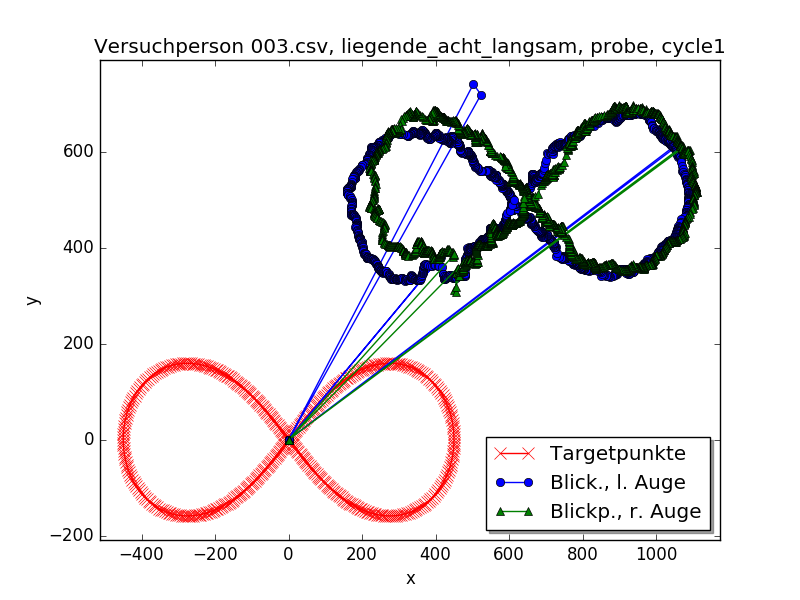 Versuchperson 003.csv, liegende_acht_langsam, probe, cycle1
600
400
200
0
−200
y
−400 −200 0 200 400 600 800 1000
x
Targetpunkte
Blick., l. Auge
Blickp., r. Auge